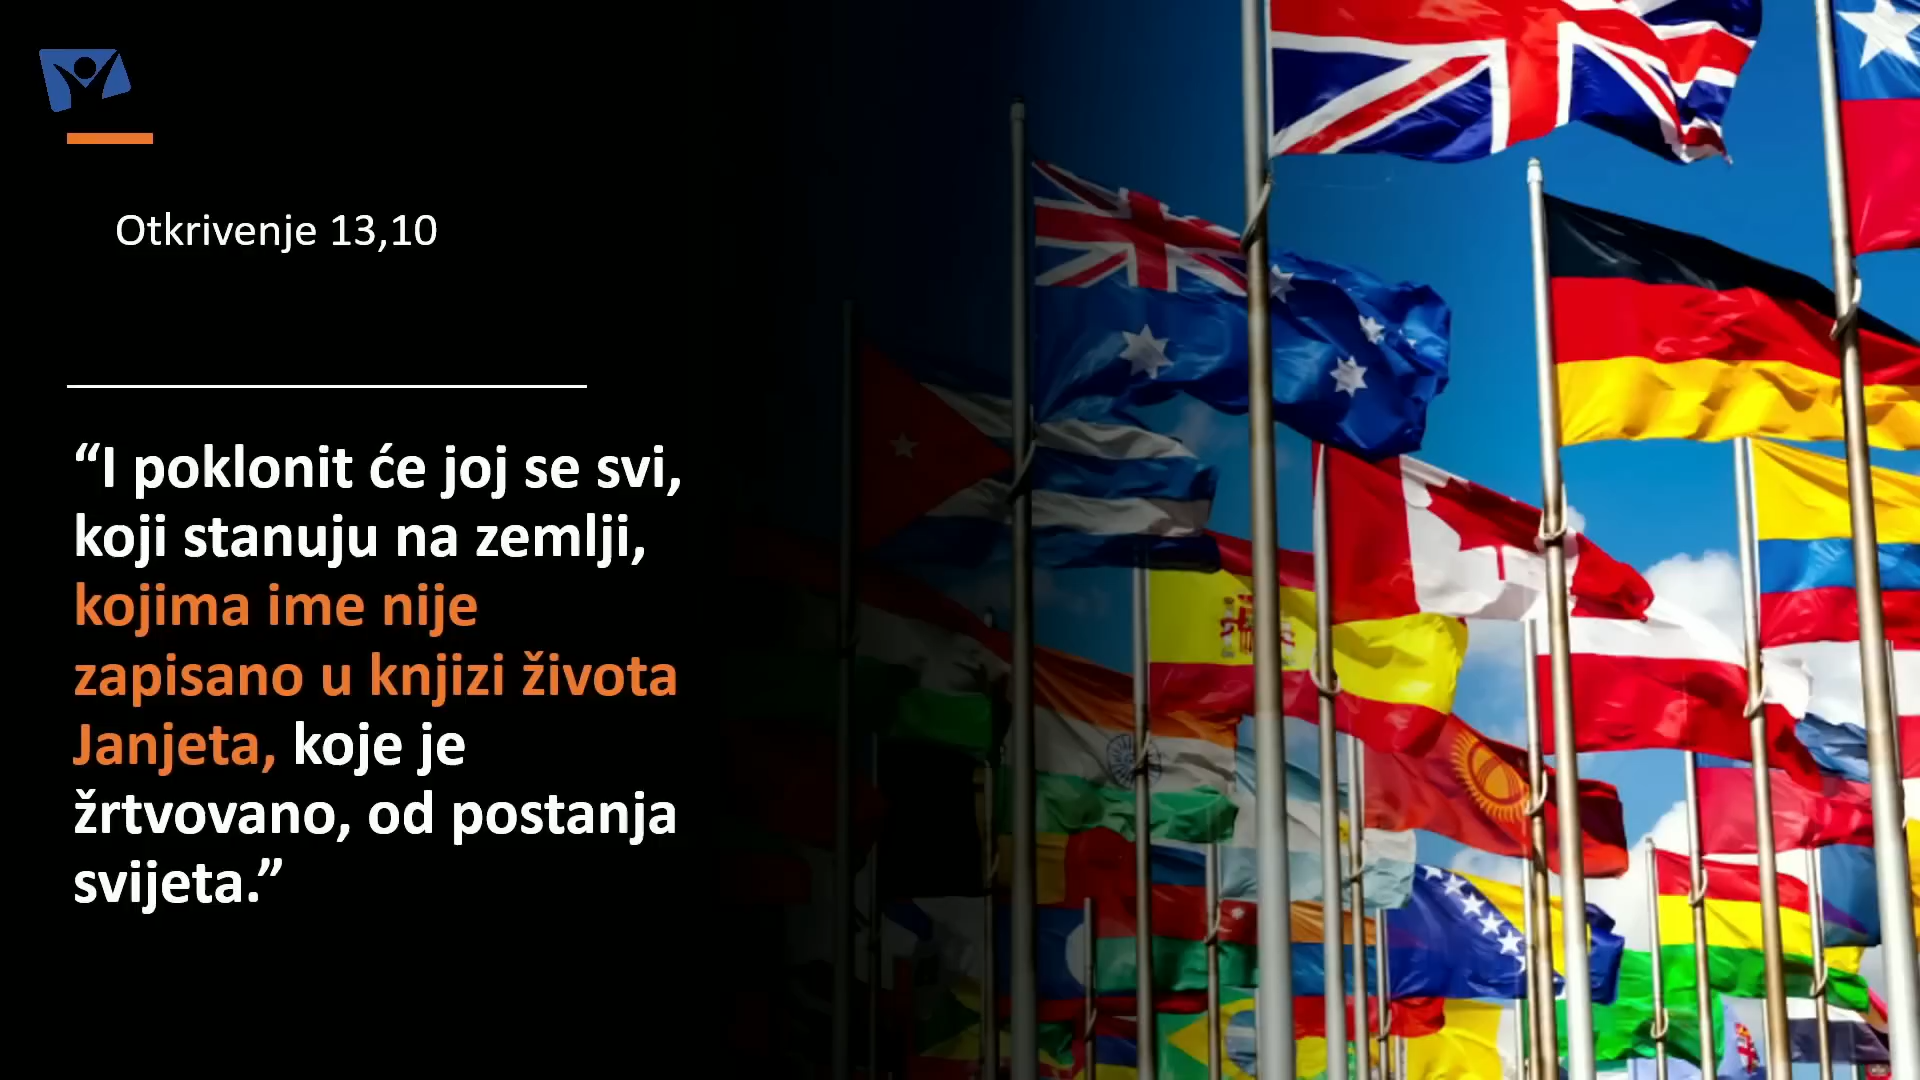 Otkrivenje 13,10
“I poklonit će joj se svi,
koji stanuju na zemlji,
kojima ime nije
zapisano u knjizi života
Janjeta, koje je
žrtvovano, od postanja
svijeta.”